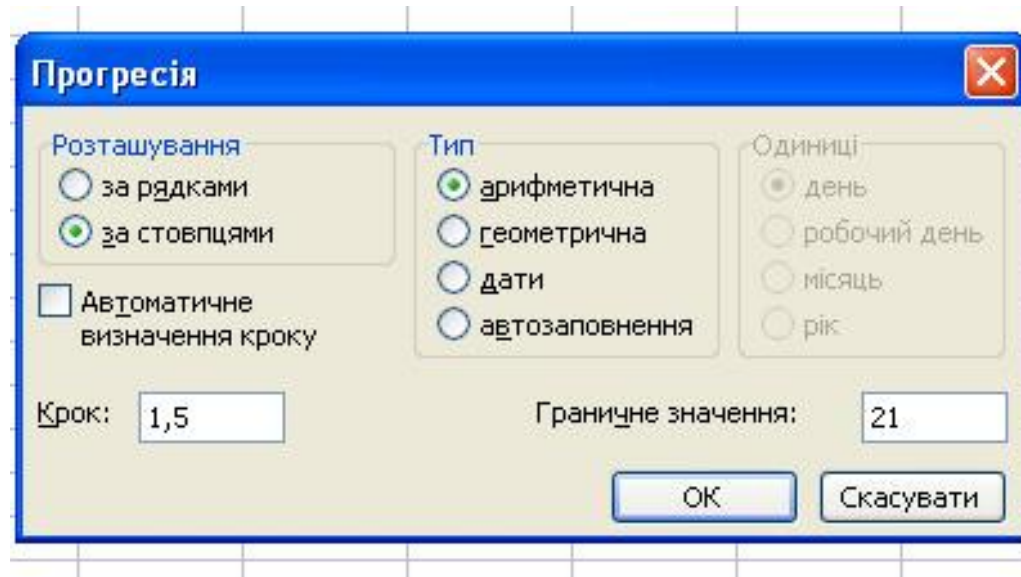 Прогресія
Розташування
за рядками
за стовпцями
Автоматичне
визначення кроку
Тип
арифметична
геометрична
дати
автозаповнення
Одиниці
день
робочий день
місяць
рік
Крок: 1,5
Граничне значення: 21
ОК
Скасувати